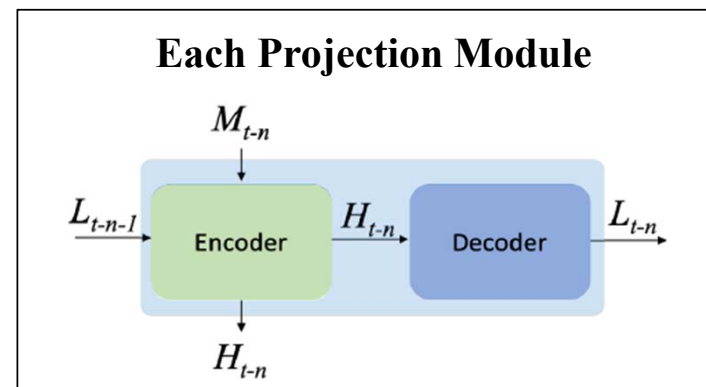 Each Projection Module
M_{t-n}
L_{t-n-1}
Encoder
H_{t-n}
Decoder
L_{t-n}
H_{t-n}